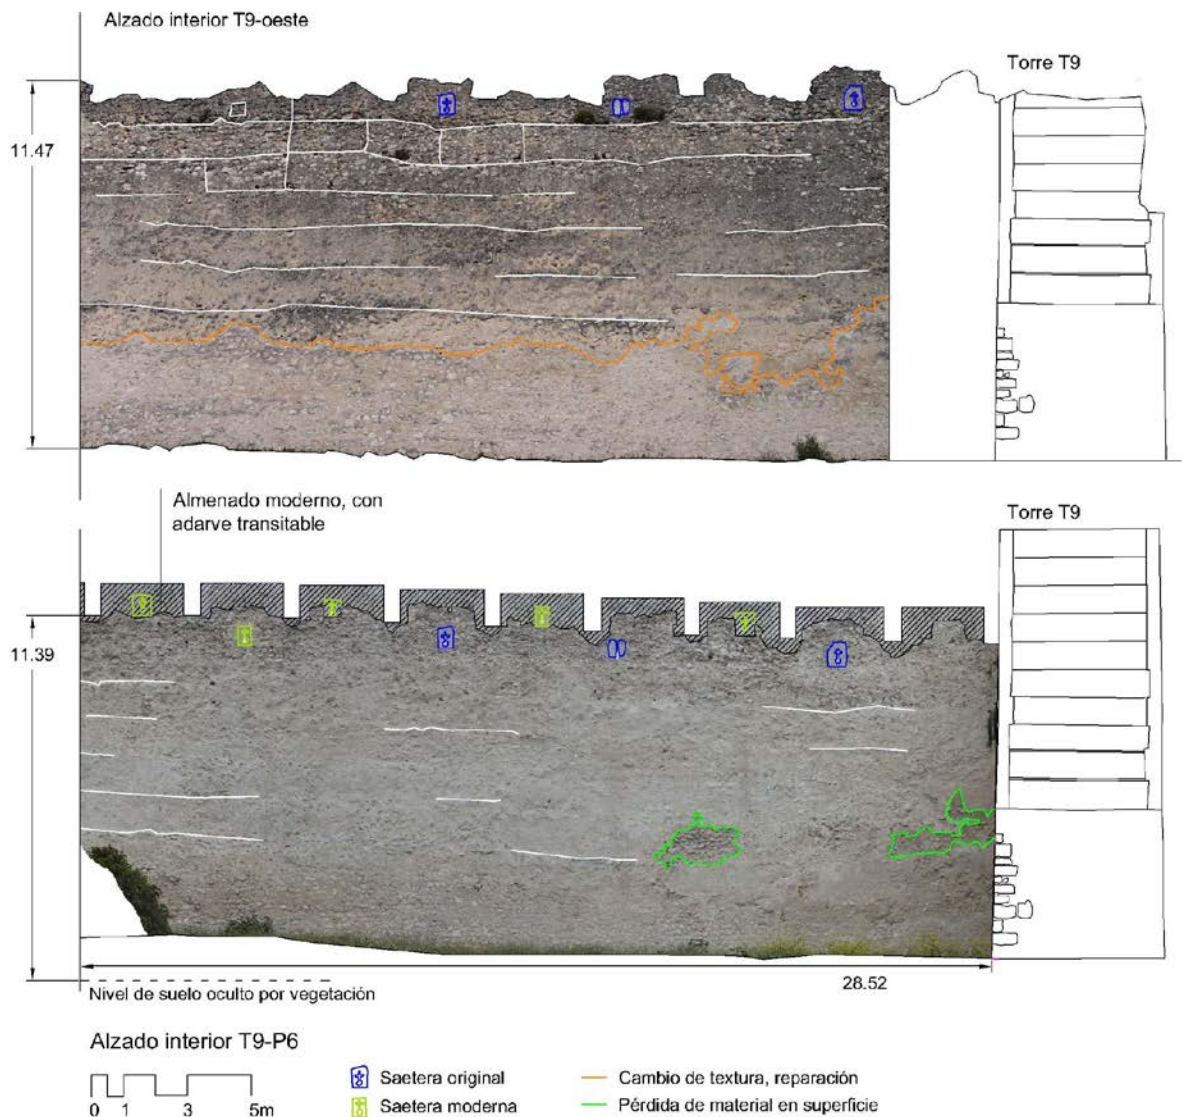 Alzado interior T9-oeste
Torre T9
11.47
Almenado moderno, con
adarve transitable
Torre T9
11.39
28.52
Nivel de suelo oculto por vegetación
Alzado interior T9-P6
0 1 3 5m
Saetera original
Saetera moderna
Cambio de textura, reparación
Pérdida de material en superficie